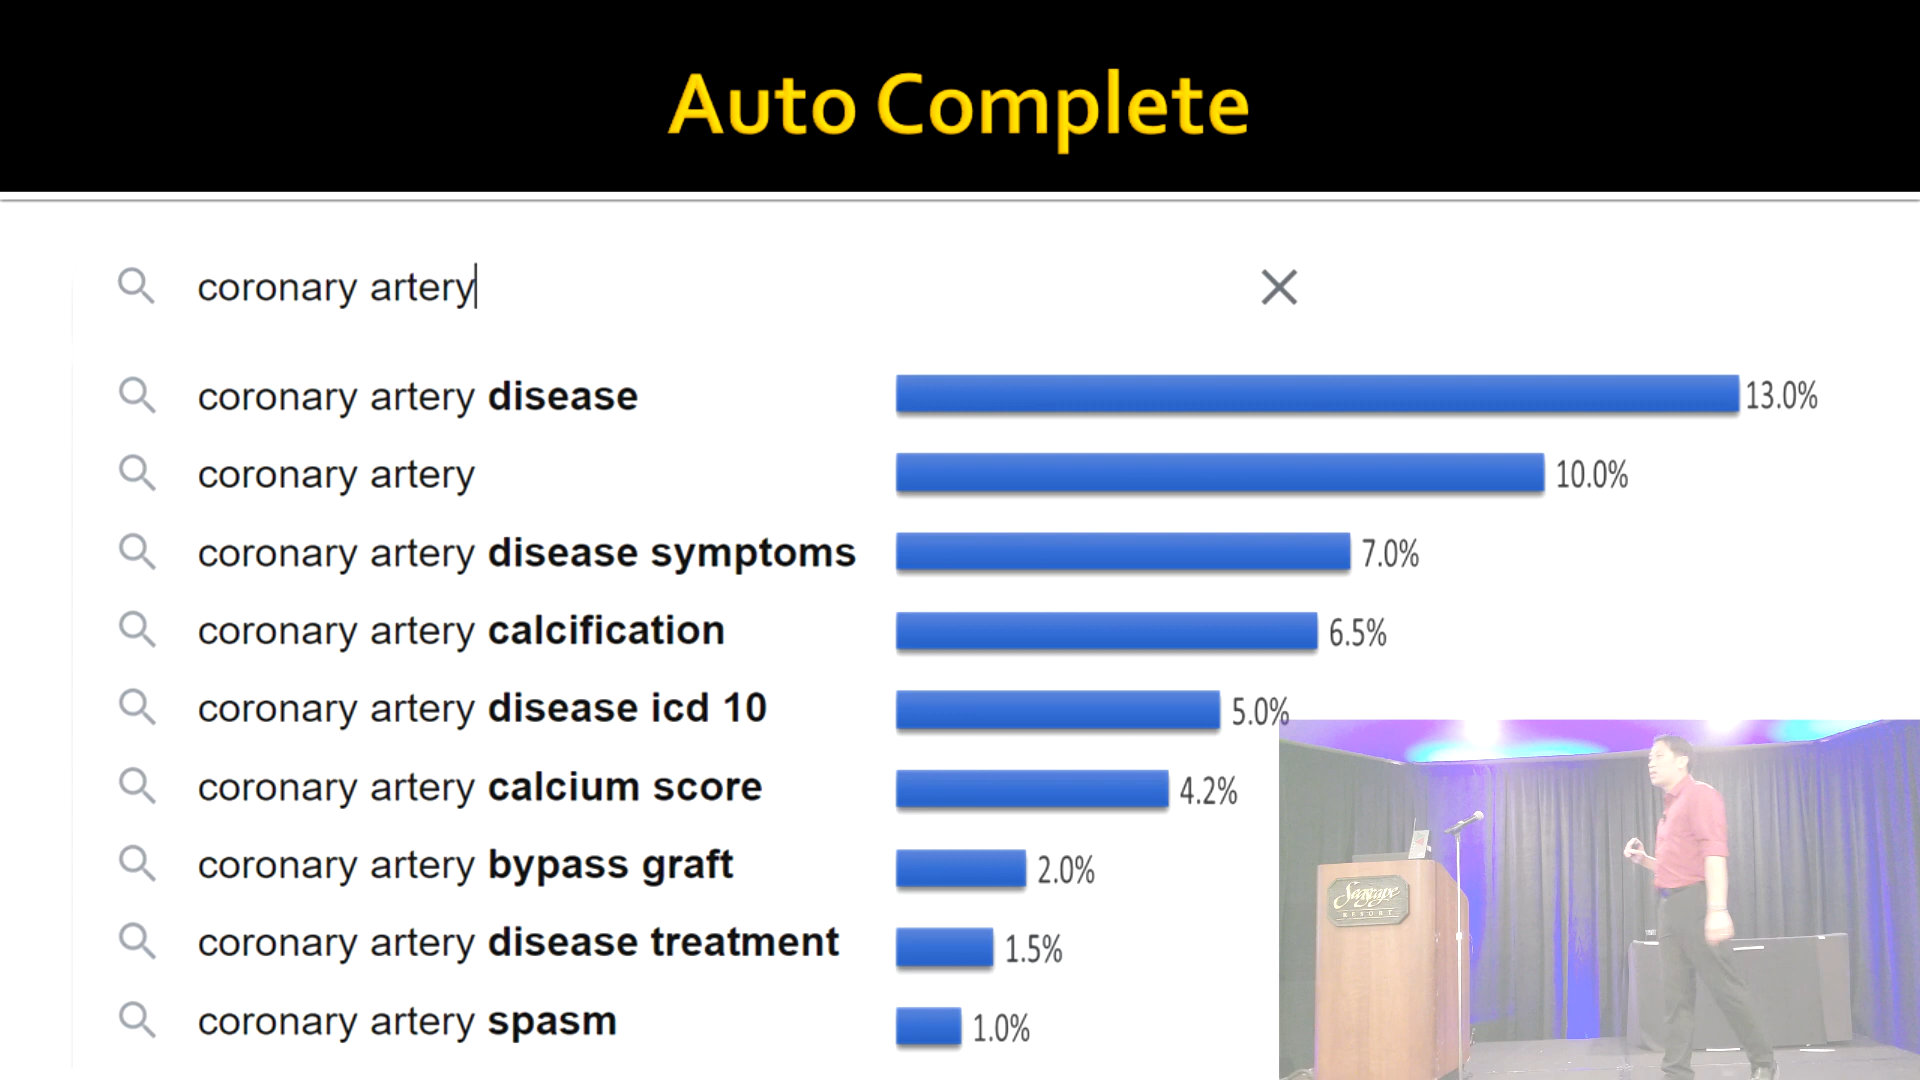 Auto Complete
coronary artery
coronary artery disease 13.0%
coronary artery 10.0%
coronary artery disease symptoms 7.0%
coronary artery calcification 6.5%
coronary artery disease icd 10 5.0%
coronary artery calcium score 4.2%
coronary artery bypass graft 2.0%
coronary artery disease treatment 1.5%
coronary artery spasm 1.0%
Seascape
RESORT